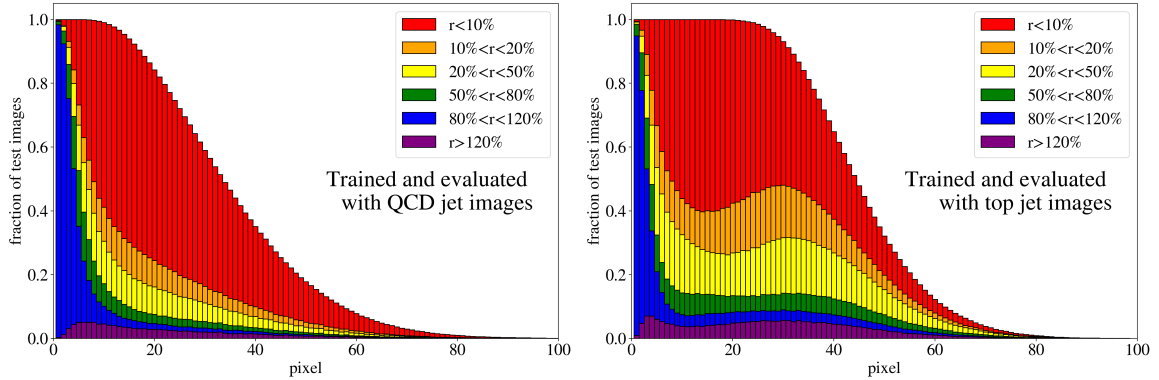 1.0
0.8
0.6
0.4
0.2
0.0
fraction of test images
0
20
40
60
80
100
pixel
r<10%
10%<r<20%
20%<r<50%
50%<r<80%
80%<r<120%
r>120%
Trained and evaluated
with QCD jet images
1.0
0.8
0.6
0.4
0.2
0.0
fraction of test images
0
20
40
60
80
100
pixel
r<10%
10%<r<20%
20%<r<50%
50%<r<80%
80%<r<120%
r>120%
Trained and evaluated
with top jet images